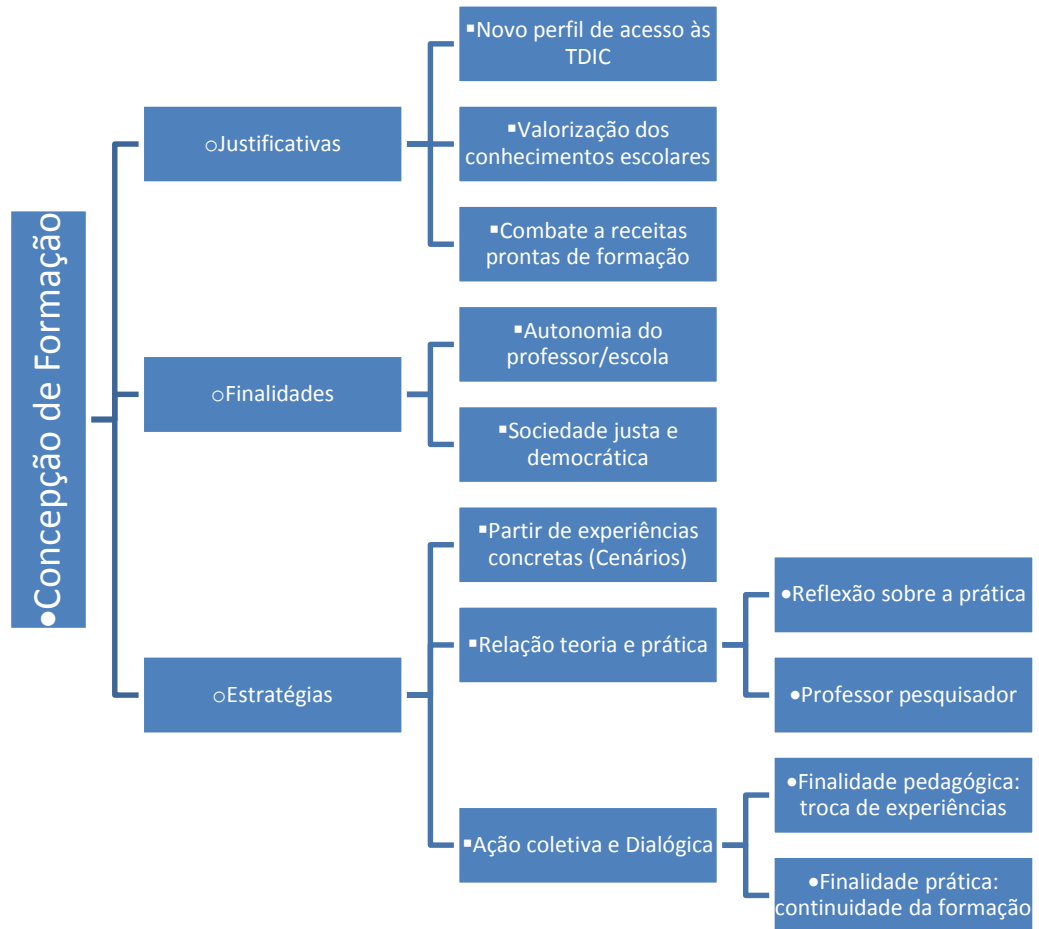 •Concepção de Formação
○Justificativas
▪Novo perfil de acesso às
TDIC
▪Valorização dos
conhecimentos escolares
▪Combate a receitas
prontas de formação
○Finalidades
▪Autonomia do
professor/escola
▪Sociedade justa e
democrática
○Estratégias
▪Partir de experiências
concretas (Cenários)
▪Relação teoria e prática
•Reflexão sobre a prática
•Professor pesquisador
▪Ação coletiva e Dialógica
•Finalidade pedagógica:
troca de experiências
•Finalidade prática:
continuidade da formação